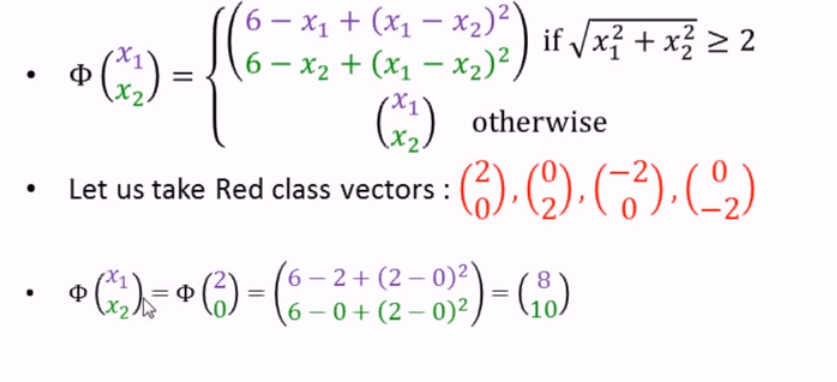 • Φ(x₁ x₂) = { (6 − x₁ + (x₁ − x₂)² 6 − x₂ + (x₁ − x₂)²) if √(x₁² + x₂²) ≥ 2
(x₁ x₂) otherwise
• Let us take Red class vectors : (2 0), (0 2), (−2 0), (0 −2)
• Φ(x₁ x₂) = Φ(2 0) = (6 − 2 + (2 − 0)² 6 − 0 + (2 − 0)²) = (8 10)